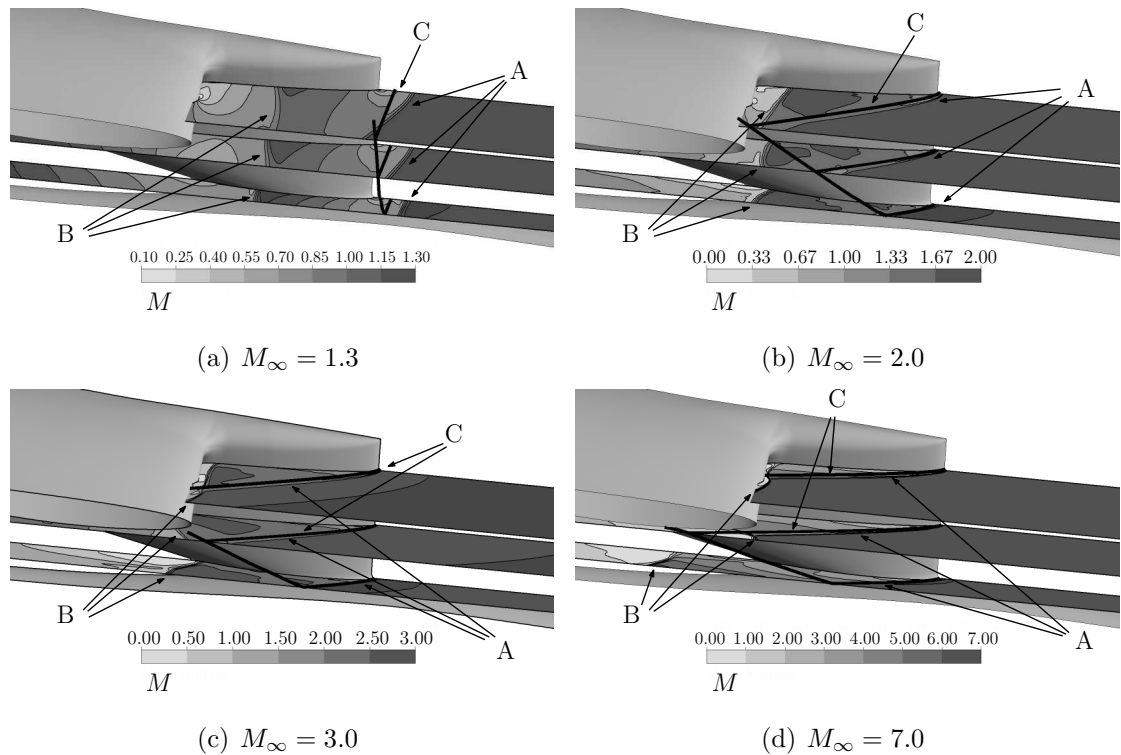 C
A
B
0.10 0.25 0.40 0.55 0.70 0.85 1.00 1.15 1.30
M
(a) M∞ = 1.3
C
A
B
0.00 0.33 0.67 1.00 1.33 1.67 2.00
M
(b) M∞ = 2.0
C
B
A
0.00 0.50 1.00 1.50 2.00 2.50 3.00
M
(c) M∞ = 3.0
C
B
A
0.00 1.00 2.00 3.00 4.00 5.00 6.00 7.00
M
(d) M∞ = 7.0